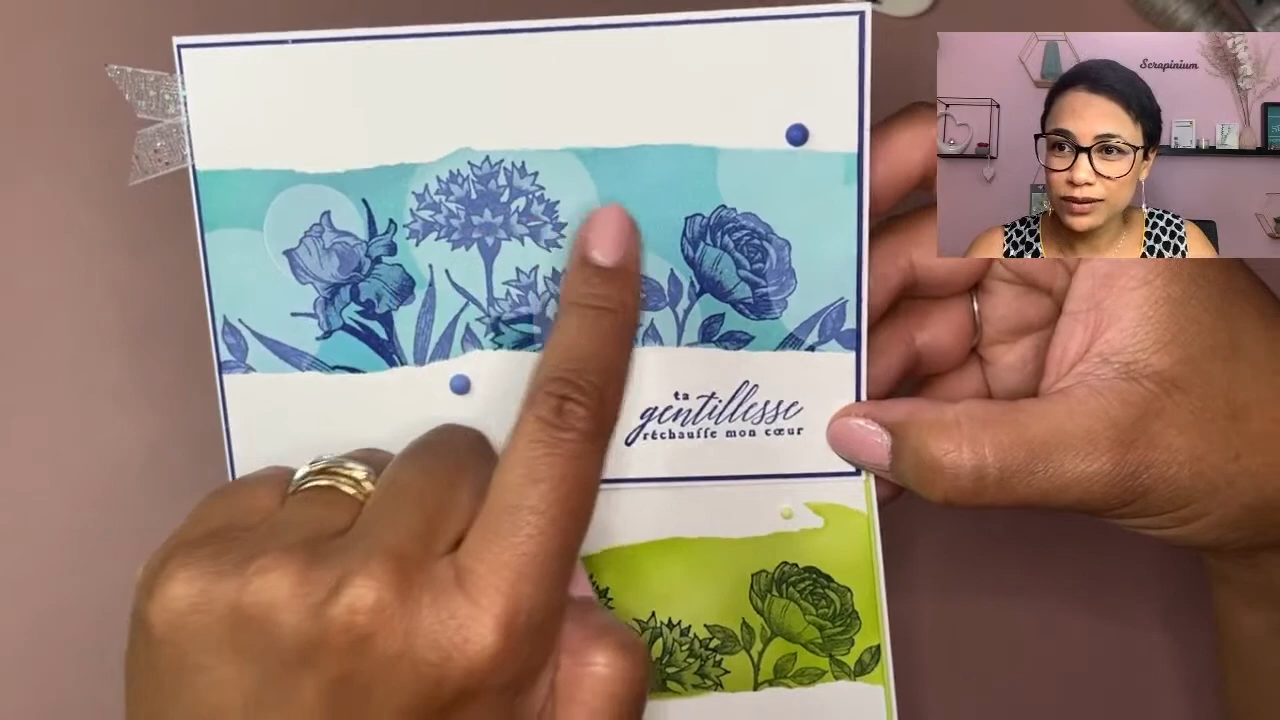 Scrapinium
ta
gentillesse
réchauffe mon cœur